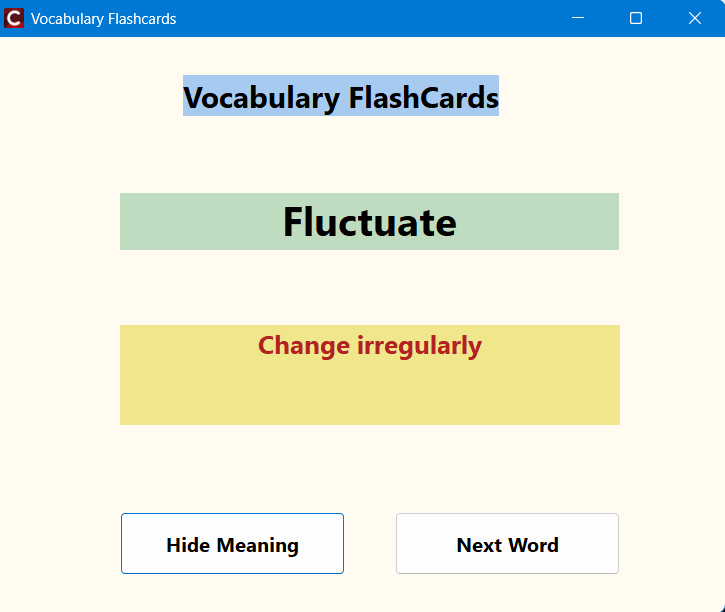 Vocabulary Flashcards
Vocabulary FlashCards
Fluctuate
Change irregularly
Hide Meaning
Next Word